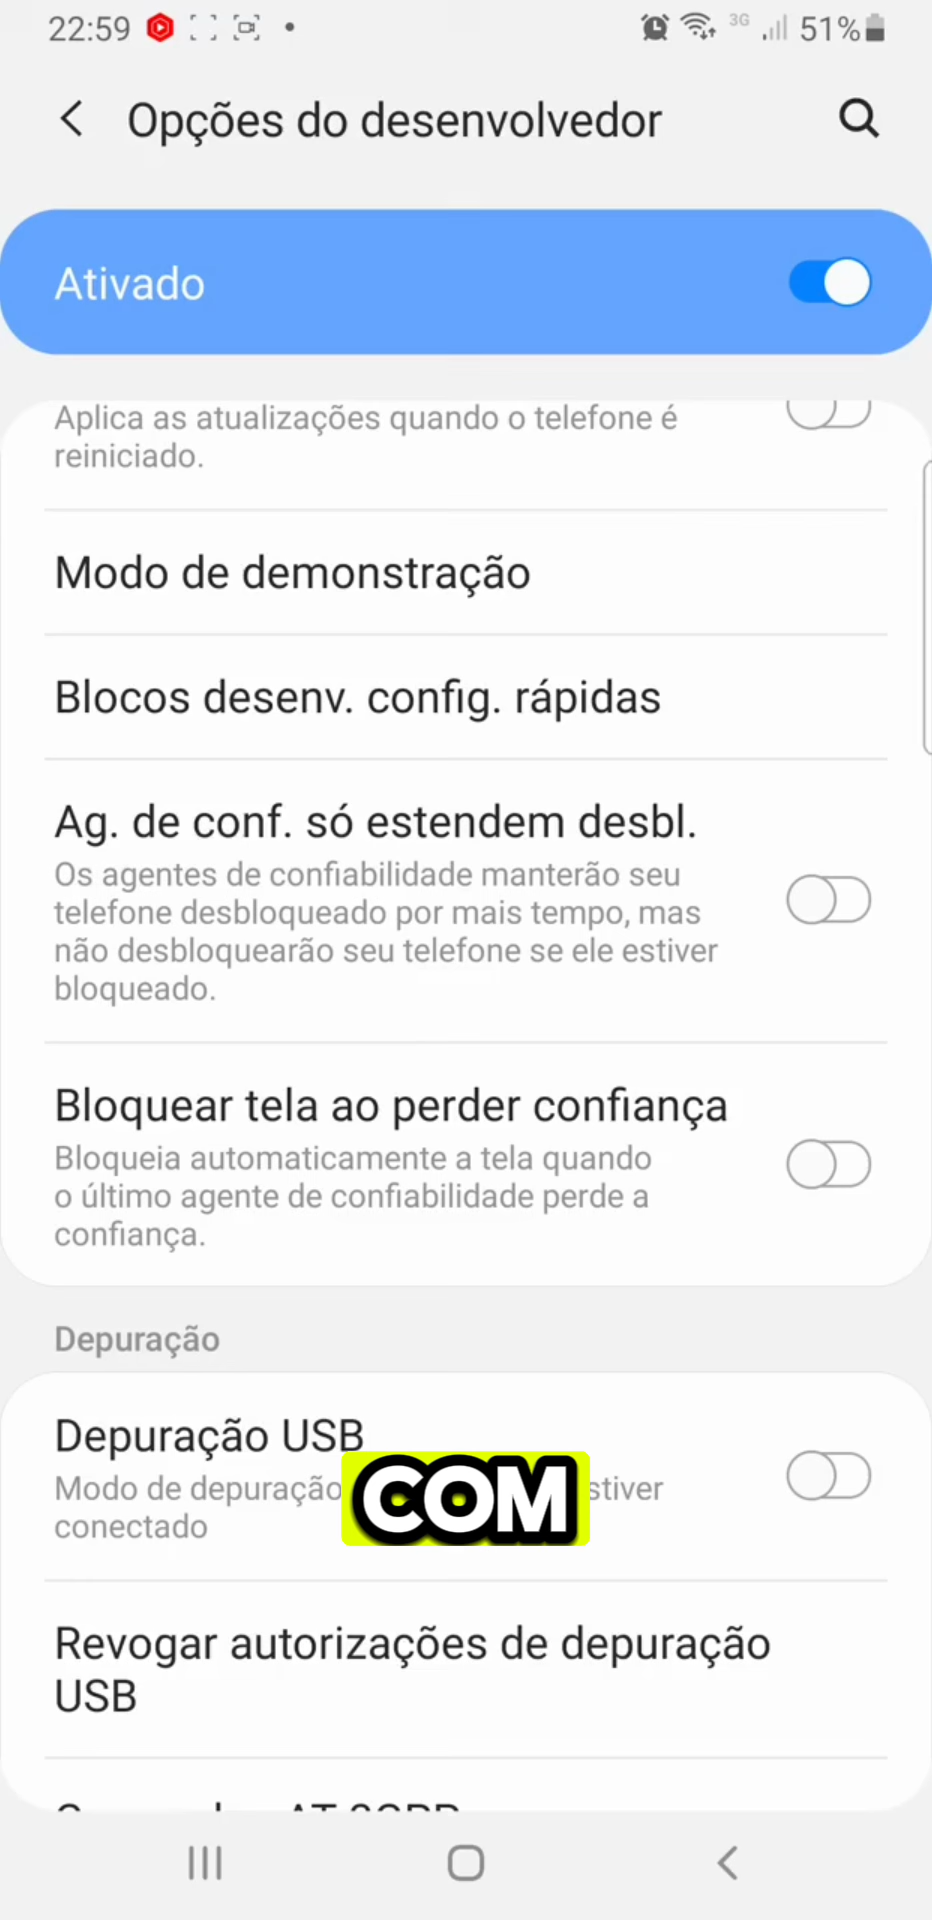 22:59
3G 51%
Opções do desenvolvedor
Ativado
Aplica as atualizações quando o telefone é
reiniciado.
Modo de demonstração
Blocos desenv. config. rápidas
Ag. de conf. só estendem desbl.
Os agentes de confiabilidade manterão seu
telefone desbloqueado por mais tempo, mas
não desbloquearão seu telefone se ele estiver
bloqueado.
Bloquear tela ao perder confiança
Bloqueia automaticamente a tela quando
o último agente de confiabilidade perde a
confiança.
Depuração
Depuração USB
Modo de depuração COM stiver
conectado
Revogar autorizações de depuração
USB